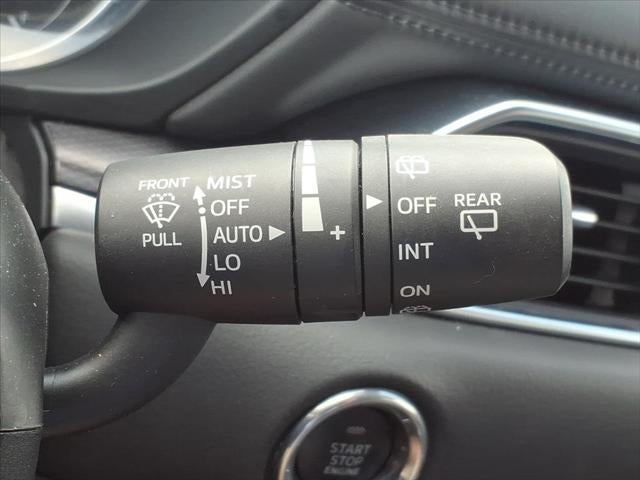 FRONT
PULL
MIST
OFF
AUTO
LO
HI
+
OFF
INT
ON
REAR
START
STOP
ENGINE